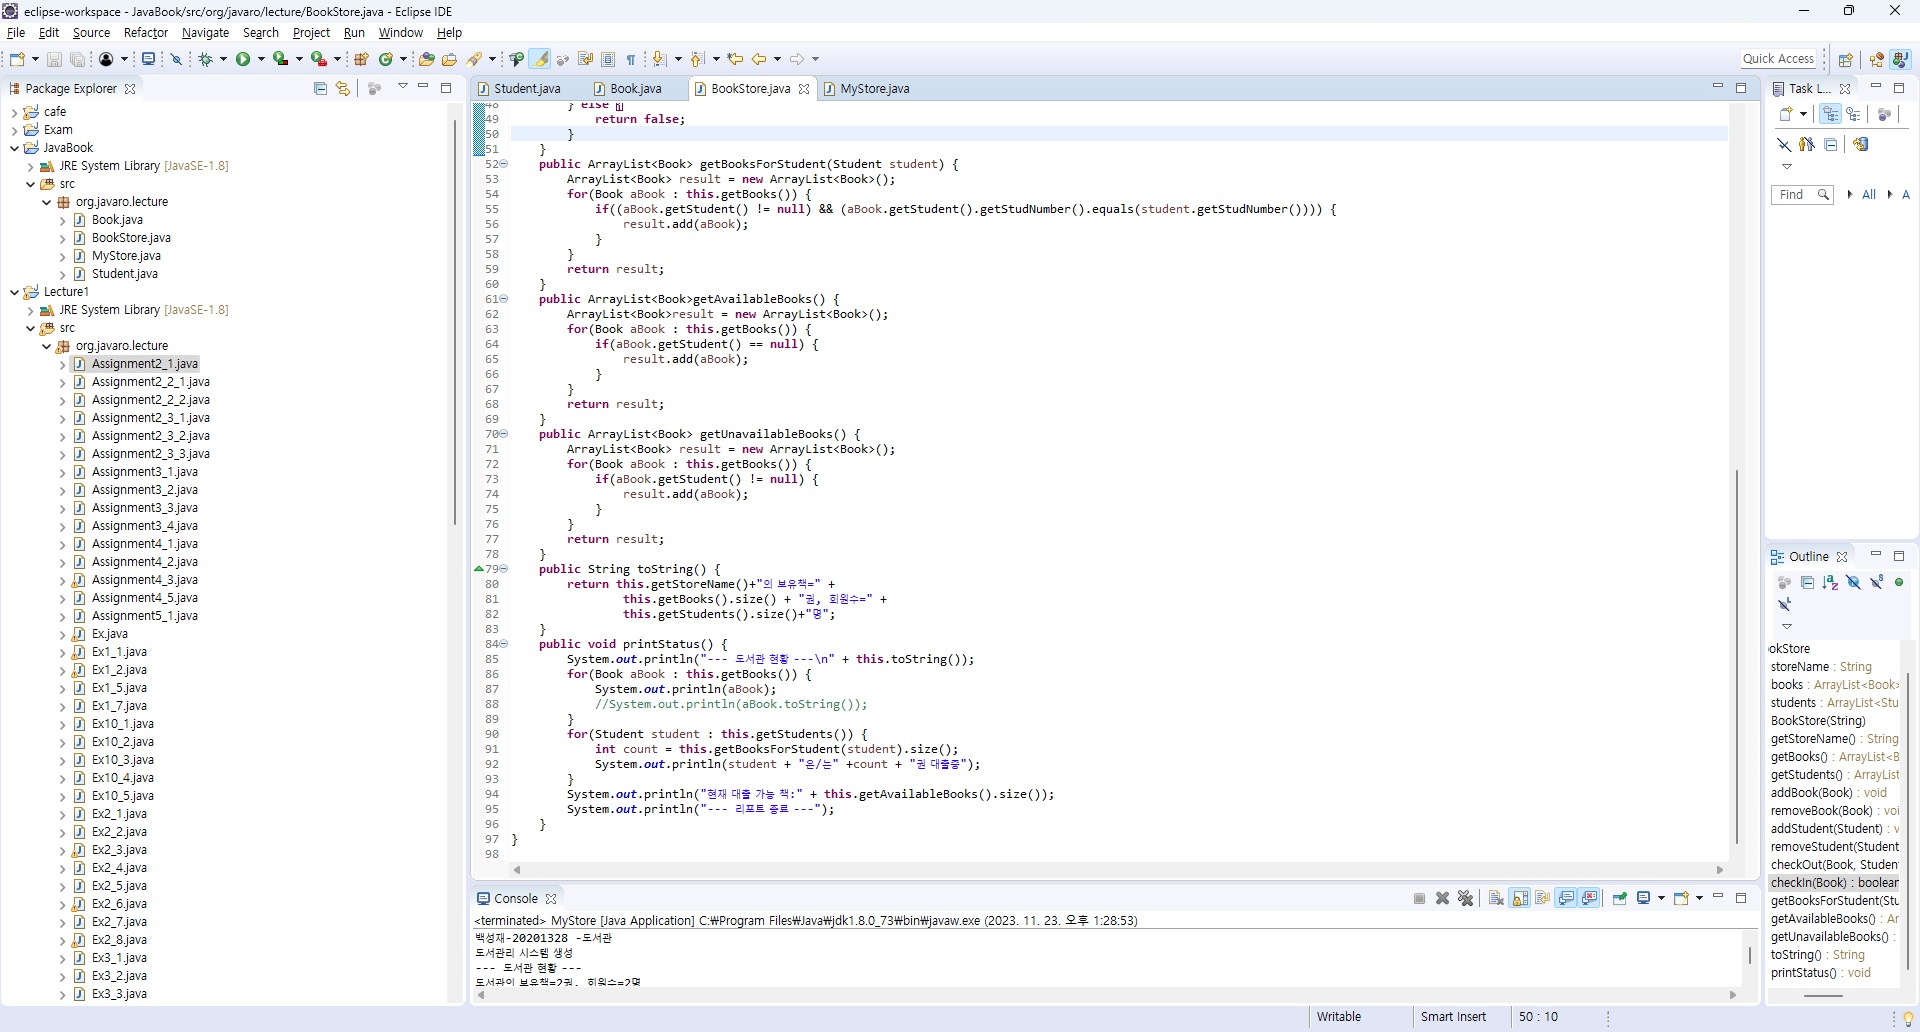 eclipse-workspace - JavaBook/src/org/javaro/lecture/BookStore.java - Eclipse IDE
File Edit Source Refactor Navigate Search Project Run Window Help
Quick Access
Package Explorer
cafe
Exam
JavaBook
JRE System Library [JavaSE-1.8]
src
org.javaro.lecture
Book.java
BookStore.java
MyStore.java
Student.java
Lecture1
JRE System Library [JavaSE-1.8]
src
org.javaro.lecture
Assignment2_1.java
Assignment2_2_1.java
Assignment2_2_2.java
Assignment2_3_1.java
Assignment2_3_2.java
Assignment2_3_3.java
Assignment3_1.java
Assignment3_2.java
Assignment3_3.java
Assignment3_4.java
Assignment4_1.java
Assignment4_2.java
Assignment4_3.java
Assignment4_5.java
Assignment5_1.java
Ex.java
Ex1_1.java
Ex1_2.java
Ex1_5.java
Ex1_7.java
Ex10_1.java
Ex10_2.java
Ex10_3.java
Ex10_4.java
Ex10_5.java
Ex2_1.java
Ex2_2.java
Ex2_3.java
Ex2_4.java
Ex2_5.java
Ex2_6.java
Ex2_7.java
Ex2_8.java
Ex3_1.java
Ex3_2.java
Ex3_3.java
Student.java Book.java BookStore.java MyStore.java
48 } else {
49 return false;
50 }
51 }
52 public ArrayList<Book> getBooksForStudent(Student student) {
53 ArrayList<Book> result = new ArrayList<Book>();
54 for(Book aBook : this.getBooks()) {
55 if((aBook.getStudent() != null) && (aBook.getStudent().getStudNumber().equals(student.getStudNumber()))) {
56 result.add(aBook);
57 }
58 }
59 return result;
60 }
61 public ArrayList<Book>getAvailableBooks() {
62 ArrayList<Book>result = new ArrayList<Book>();
63 for(Book aBook : this.getBooks()) {
64 if(aBook.getStudent() == null) {
65 result.add(aBook);
66 }
67 }
68 return result;
69 }
70 public ArrayList<Book> getUnavailableBooks() {
71 ArrayList<Book> result = new ArrayList<Book>();
72 for(Book aBook : this.getBooks()) {
73 if(aBook.getStudent() != null) {
74 result.add(aBook);
75 }
76 }
77 return result;
78 }
79 public String toString() {
80 return this.getStoreName()+"의 보유책=" +
81 this.getBooks().size() + "권, 회원수=" +
82 this.getStudents().size()+"명";
83 }
84 public void printStatus() {
85 System.out.println("--- 도서관 현황 ---\n" + this.toString());
86 for(Book aBook : this.getBooks()) {
87 System.out.println(aBook);
88 //System.out.println(aBook.toString());
89 }
90 for(Student student : this.getStudents()) {
91 int count = this.getBooksForStudent(student).size();
92 System.out.println(student + "은/는" +count + "권 대출중");
93 }
94 System.out.println("현재 대출 가능 책:" + this.getAvailableBooks().size());
95 System.out.println("--- 리포트 종료 ---");
96 }
97 }
98
Console
<terminated> MyStore [Java Application] C:₩Program Files₩Java₩jdk1.8.0_73₩bin₩javaw.exe (2023. 11. 23. 오후 1:28:53)
백성재-20201328 -도서관
도서관리 시스템 생성
--- 도서관 현황 ---
도서관의 보유책=2권, 회원수=2명
Task L...
Find All A
Outline
okStore
storeName : String
books : ArrayList<Book>
students : ArrayList<Stu
BookStore(String)
getStoreName() : String
getBooks() : ArrayList<B
getStudents() : ArrayList
addBook(Book) : void
removeBook(Book) : voi
addStudent(Student) : v
removeStudent(Student
checkOut(Book, Studen
checkIn(Book) : boolean
getBooksForStudent(Stu
getAvailableBooks() : Ar
getUnavailableBooks() :
toString() : String
printStatus() : void
Writable Smart Insert 50 : 10